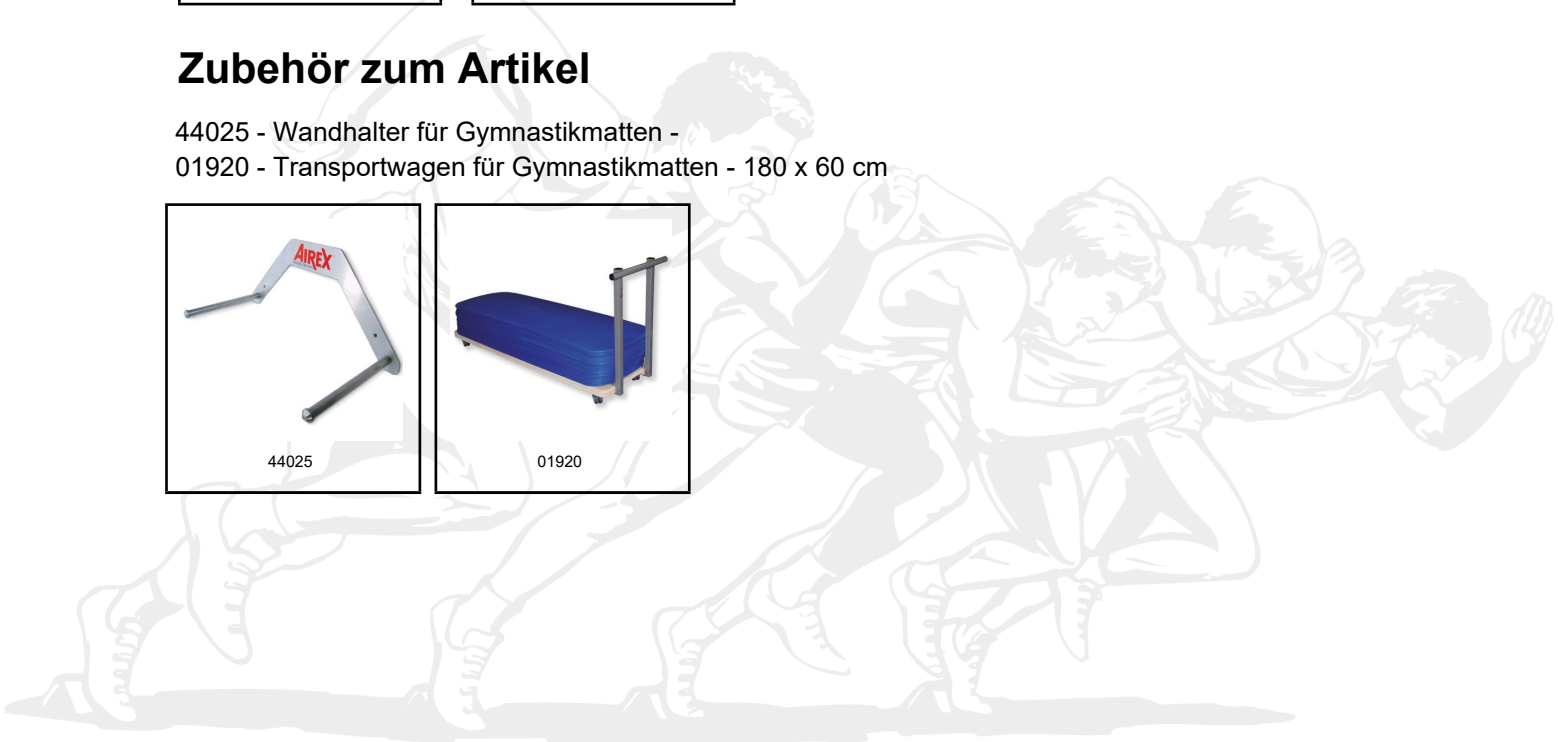 Zubehör zum Artikel
44025 - Wandhalter für Gymnastikmatten -
01920 - Transportwagen für Gymnastikmatten - 180 x 60 cm
AIREX
44025
01920